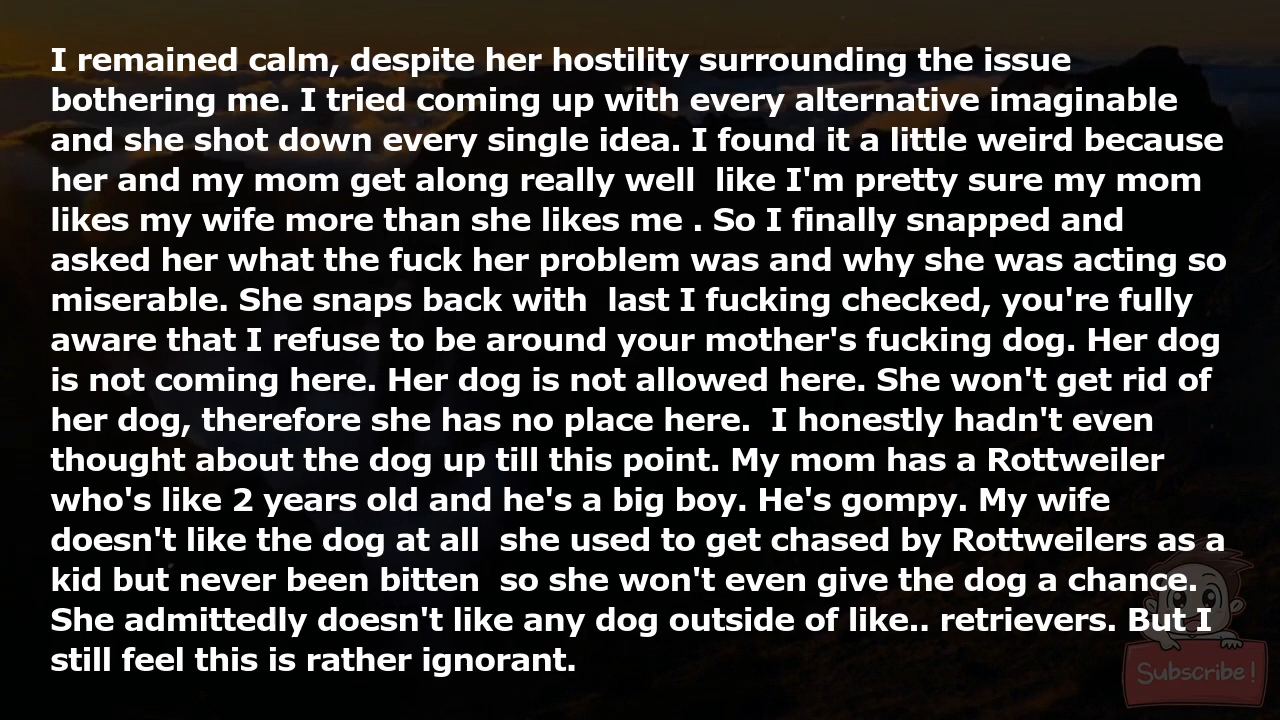 I remained calm, despite her hostility surrounding the issue
bothering me. I tried coming up with every alternative imaginable
and she shot down every single idea. I found it a little weird because
her and my mom get along really well  like I'm pretty sure my mom
likes my wife more than she likes me . So I finally snapped and
asked her what the fuck her problem was and why she was acting so
miserable. She snaps back with  last I fucking checked, you're fully
aware that I refuse to be around your mother's fucking dog. Her dog
is not coming here. Her dog is not allowed here. She won't get rid of
her dog, therefore she has no place here.  I honestly hadn't even
thought about the dog up till this point. My mom has a Rottweiler
who's like 2 years old and he's a big boy. He's gompy. My wife
doesn't like the dog at all  she used to get chased by Rottweilers as a
kid but never been bitten  so she won't even give the dog a chance.
She admittedly doesn't like any dog outside of like.. retrievers. But I
still feel this is rather ignorant.
Subscribe!